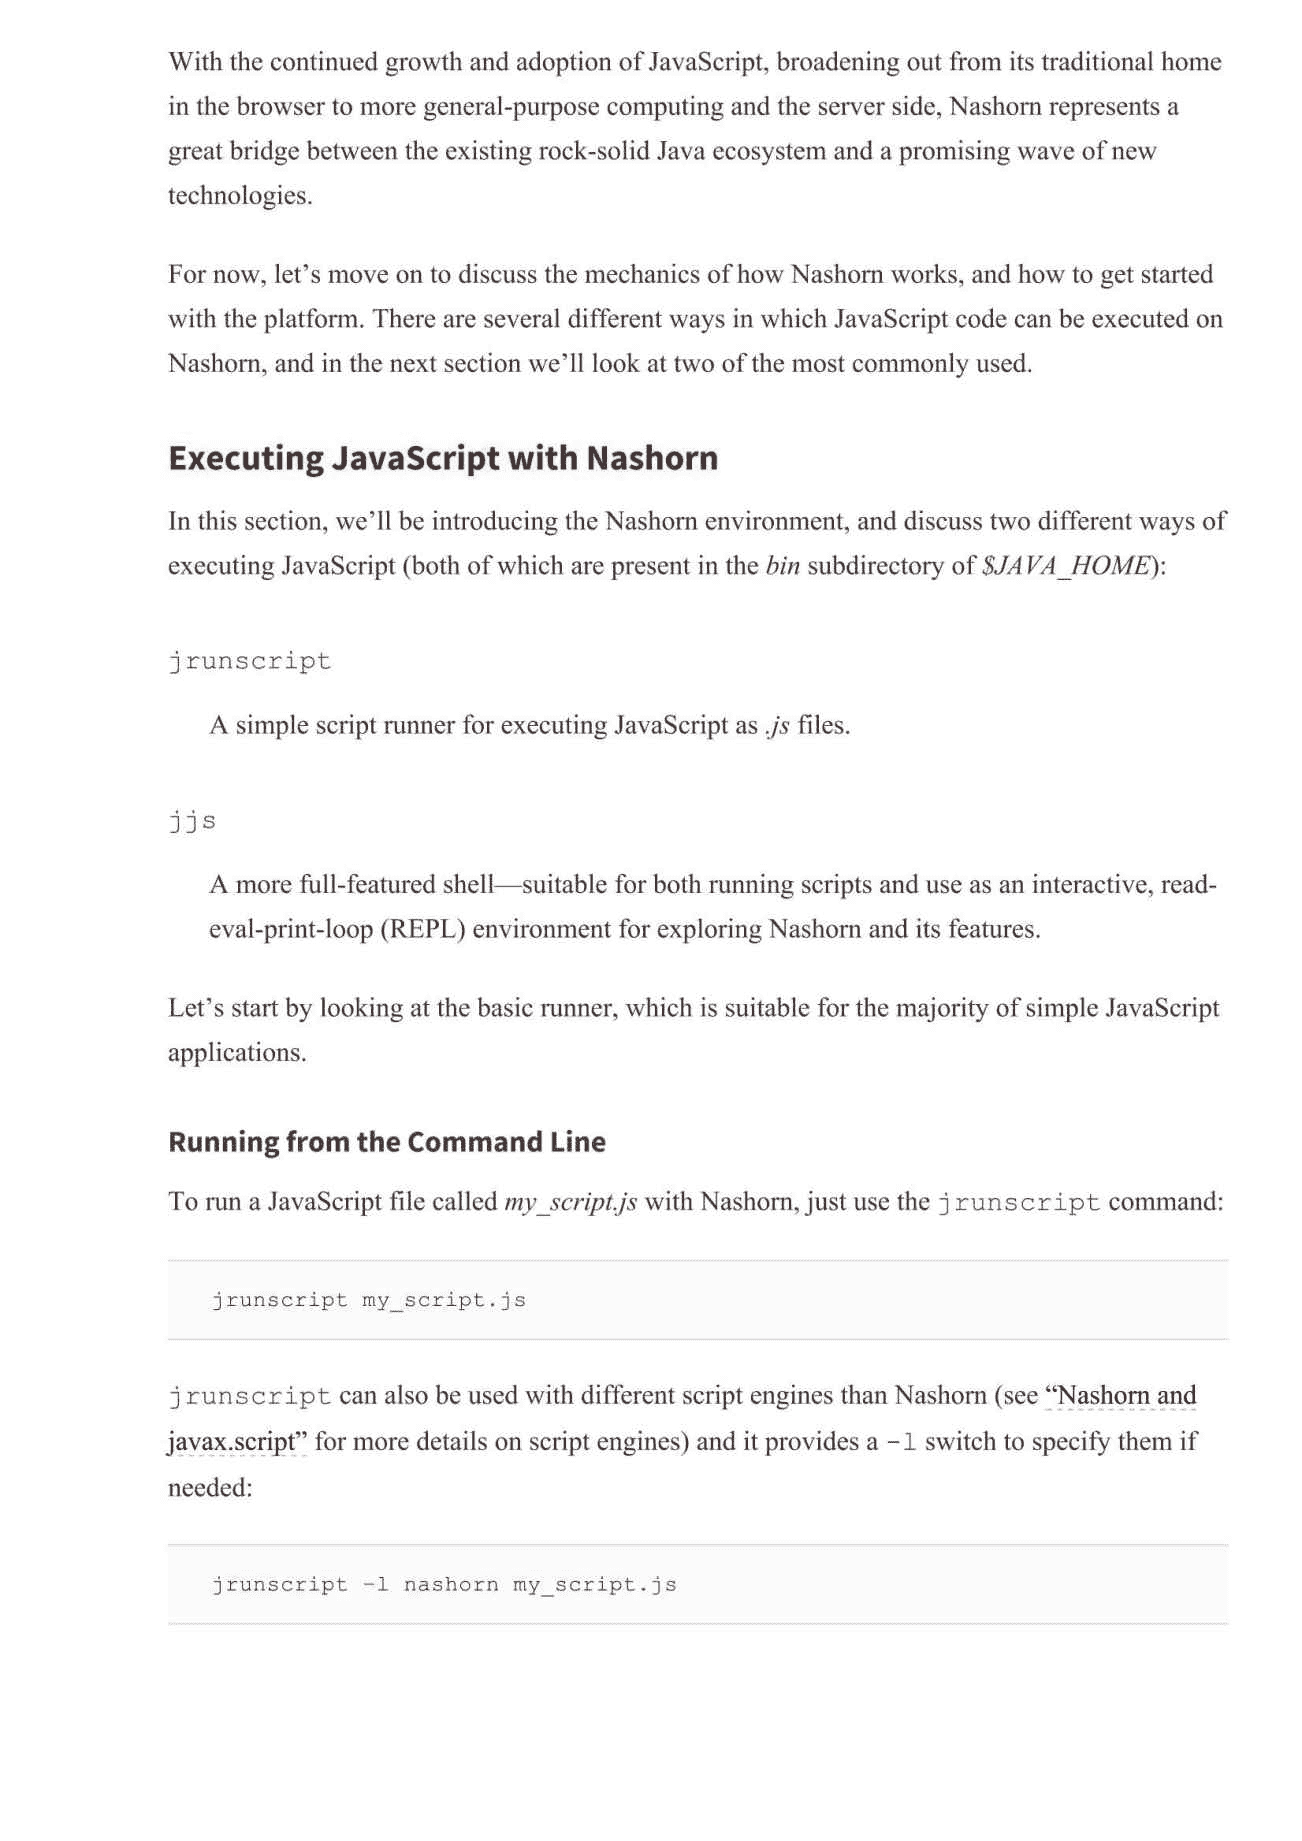 With the continued growth and adoption of JavaScript, broadening out from its traditional home
in the browser to more general-purpose computing and the server side, Nashorn represents a
great bridge between the existing rock-solid Java ecosystem and a promising wave of new
technologies.
For now, let’s move on to discuss the mechanics of how Nashorn works, and how to get started
with the platform. There are several different ways in which JavaScript code can be executed on
Nashorn, and in the next section we’ll look at two of the most commonly used.
Executing JavaScript with Nashorn
In this section, we’ll be introducing the Nashorn environment, and discuss two different ways of
executing JavaScript (both of which are present in the bin subdirectory of $JAVA_HOME):
jrunscript
A simple script runner for executing JavaScript as .js files.
jjs
A more full-featured shell—suitable for both running scripts and use as an interactive, read-
eval-print-loop (REPL) environment for exploring Nashorn and its features.
Let’s start by looking at the basic runner, which is suitable for the majority of simple JavaScript
applications.
Running from the Command Line
To run a JavaScript file called my_script.js with Nashorn, just use the jrunscript command:
jrunscript my_script.js
jrunscript can also be used with different script engines than Nashorn (see “Nashorn and
javax.script” for more details on script engines) and it provides a -l switch to specify them if
needed:
jrunscript -l nashorn my_script.js